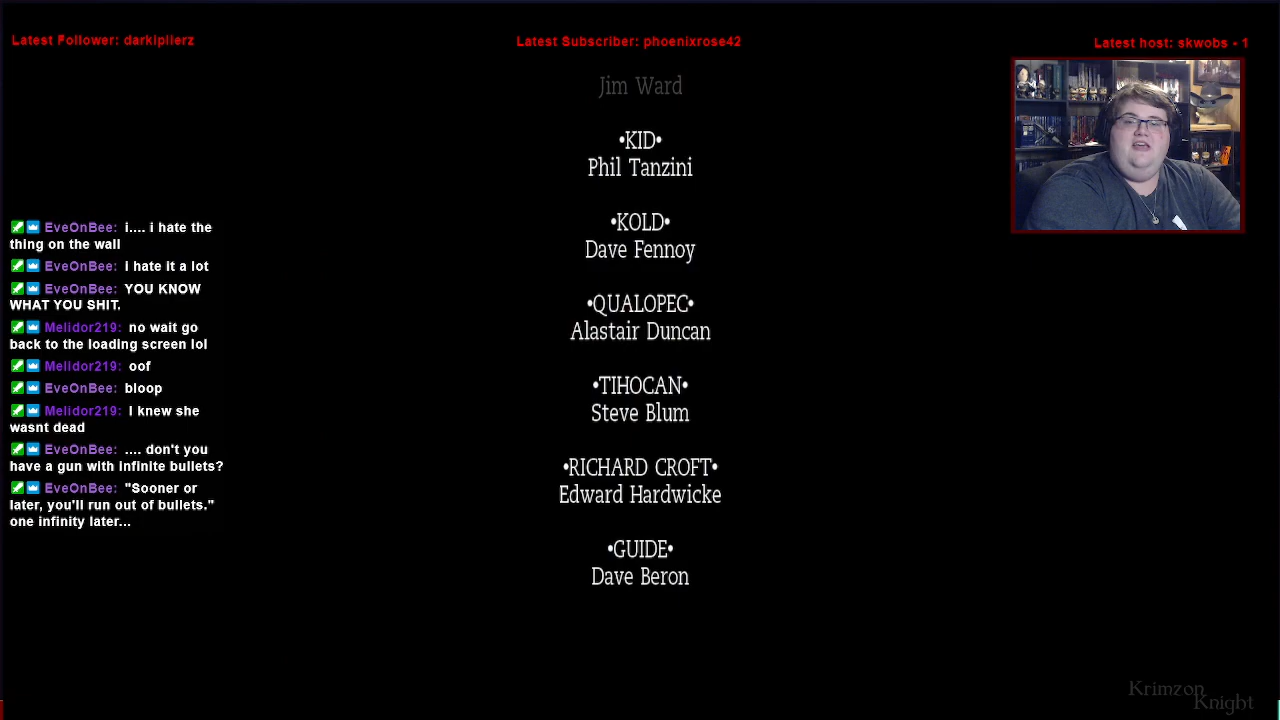 Latest Follower: darkiplierz
Latest Subscriber: phoenixrose42
Latest host: skwobs - 1
Jim Ward
•KID•
Phil Tanzini
•KOLD•
Dave Fennoy
•QUALOPEC•
Alastair Duncan
•TIHOCAN•
Steve Blum
•RICHARD CROFT•
Edward Hardwicke
•GUIDE•
Dave Beron
EveOnBee: i.... i hate the
thing on the wall
EveOnBee: i hate it a lot
EveOnBee: YOU KNOW
WHAT YOU SHIT.
Melidor219: no wait go
back to the loading screen lol
Melidor219: oof
EveOnBee: bloop
Melidor219: I knew she
wasnt dead
EveOnBee: .... don't you
have a gun with infinite bullets?
EveOnBee: "Sooner or
later, you'll run out of bullets."
one infinity later...
Krimzon
Knight